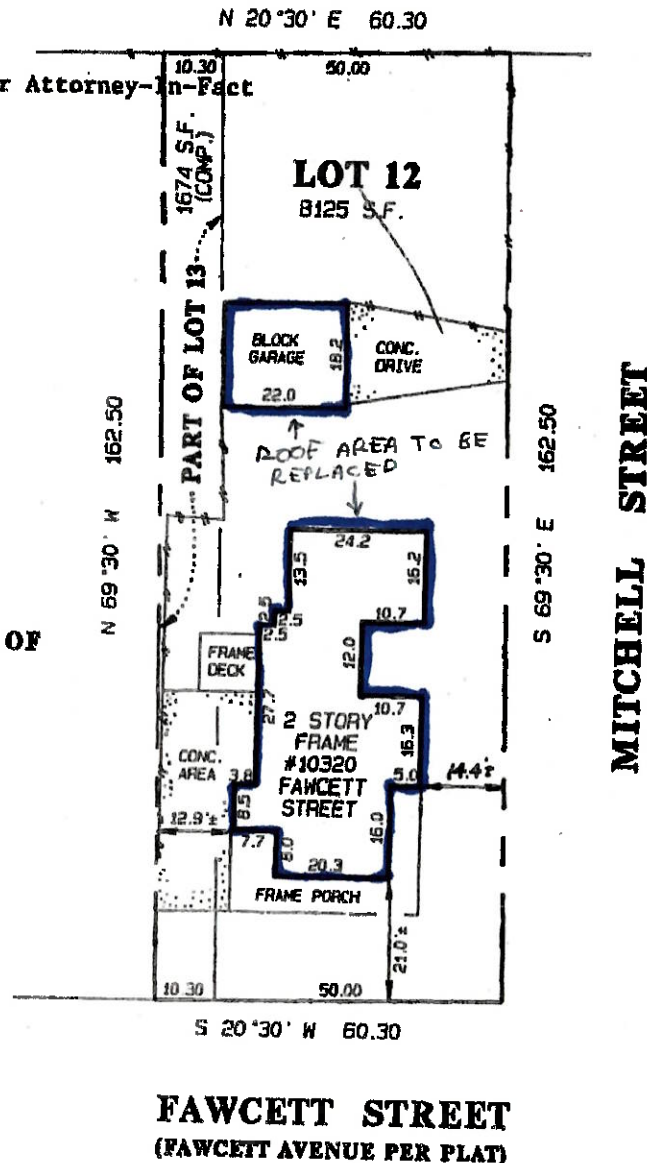 N 20°30' E 60.30
r Attorney-In-Fact
10.30
50.00
1674 S.F.
(COMP.)
LOT 12
8125 S.F.
PART OF LOT 13
BLOCK
GARAGE
18.2
22.0
CONC.
DRIVE
ROOF AREA TO BE
REPLACED
N 69°30' W 162.50
S 69°30' E 162.50
MITCHELL STREET
OF
24.2
13.5
16.2
2.5
2.5
2.5
10.7
12.0
10.7
FRAME
DECK
27.7
2 STORY
FRAME
#10320
FAWCETT
STREET
16.3
CONC.
AREA
3.8
5.0
14.4'±
8.5
12.9'±
7.7
8.0
16.0
20.3
FRAME PORCH
21.0'±
10.30
50.00
S 20°30' W 60.30
FAWCETT STREET
(FAWCETT AVENUE PER PLAT)